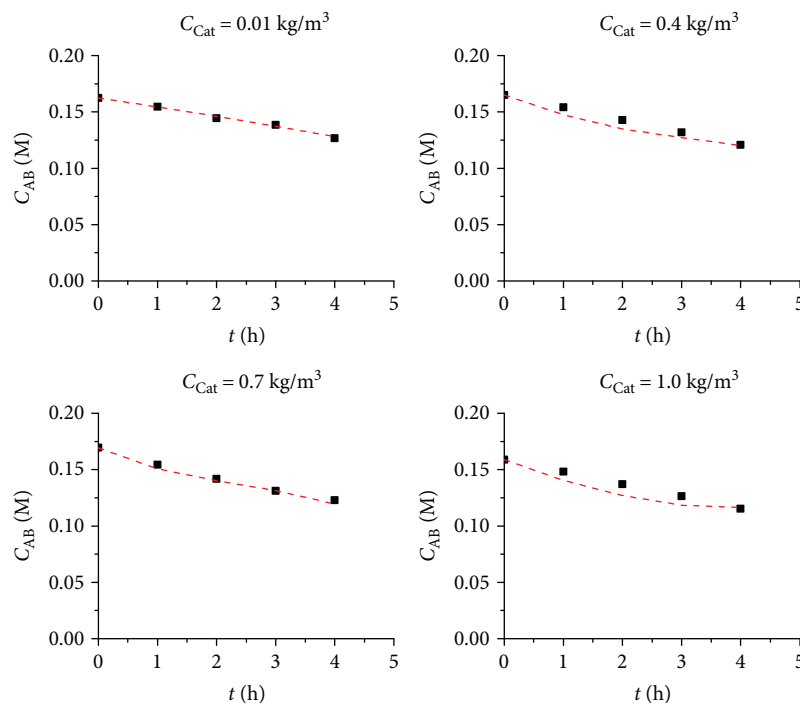 C_Cat = 0.01 kg/m³
0.20
0.15
0.10
0.05
0.00
C_AB (M)
0 1 2 3 4 5
t (h)
C_Cat = 0.4 kg/m³
0.20
0.15
0.10
0.05
0.00
C_AB (M)
0 1 2 3 4 5
t (h)
C_Cat = 0.7 kg/m³
0.20
0.15
0.10
0.05
0.00
C_AB (M)
0 1 2 3 4 5
t (h)
C_Cat = 1.0 kg/m³
0.20
0.15
0.10
0.05
0.00
C_AB (M)
0 1 2 3 4 5
t (h)